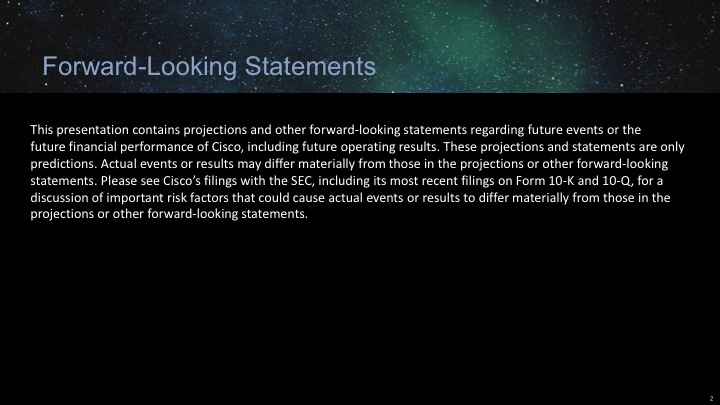 Forward-Looking Statements
This presentation contains projections and other forward-looking statements regarding future events or the
future financial performance of Cisco, including future operating results. These projections and statements are only
predictions. Actual events or results may differ materially from those in the projections or other forward-looking
statements. Please see Cisco’s filings with the SEC, including its most recent filings on Form 10-K and 10-Q, for a
discussion of important risk factors that could cause actual events or results to differ materially from those in the
projections or other forward-looking statements.
2